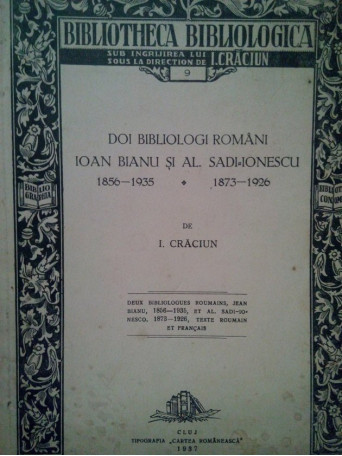 BIBLIOTHECA BIBLIOLOGICA
SUB INGRIJIREA LUI
SOUS LA DIRECTION DE I. CRĂCIUN
9
DOI BIBLIOLOGI ROMÂNI
IOAN BIANU ȘI AL. SADI-IONESCU
1856—1935 • 1873—1926
DE
I. CRĂCIUN
DEUX BIBLIOLOGUES ROUMAINS, JEAN
BIANU, 1856—1935, ET AL. SADI-IO-
NESCO, 1873—1926, TEXTE ROUMAIN
ET FRANÇAIS
CLUJ
TIPOGRAFIA „CARTEA ROMÂNEASCĂ"
1937